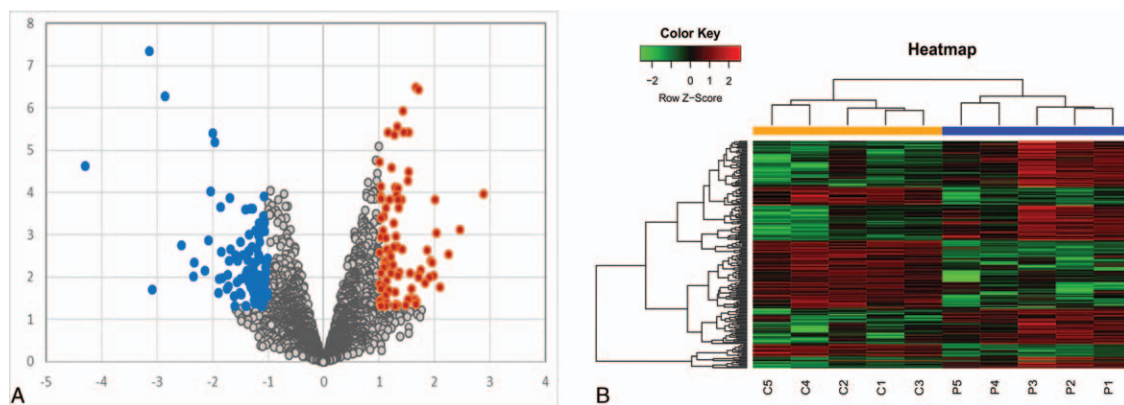 8
7
6
5
4
3
2
1
0
-5 -4 -3 -2 -1 0 1 2 3 4
A
Color Key
−2 −1 0 1 2
Row Z-Score
Heatmap
C5 C4 C2 C1 C3 P5 P4 P3 P2 P1
B